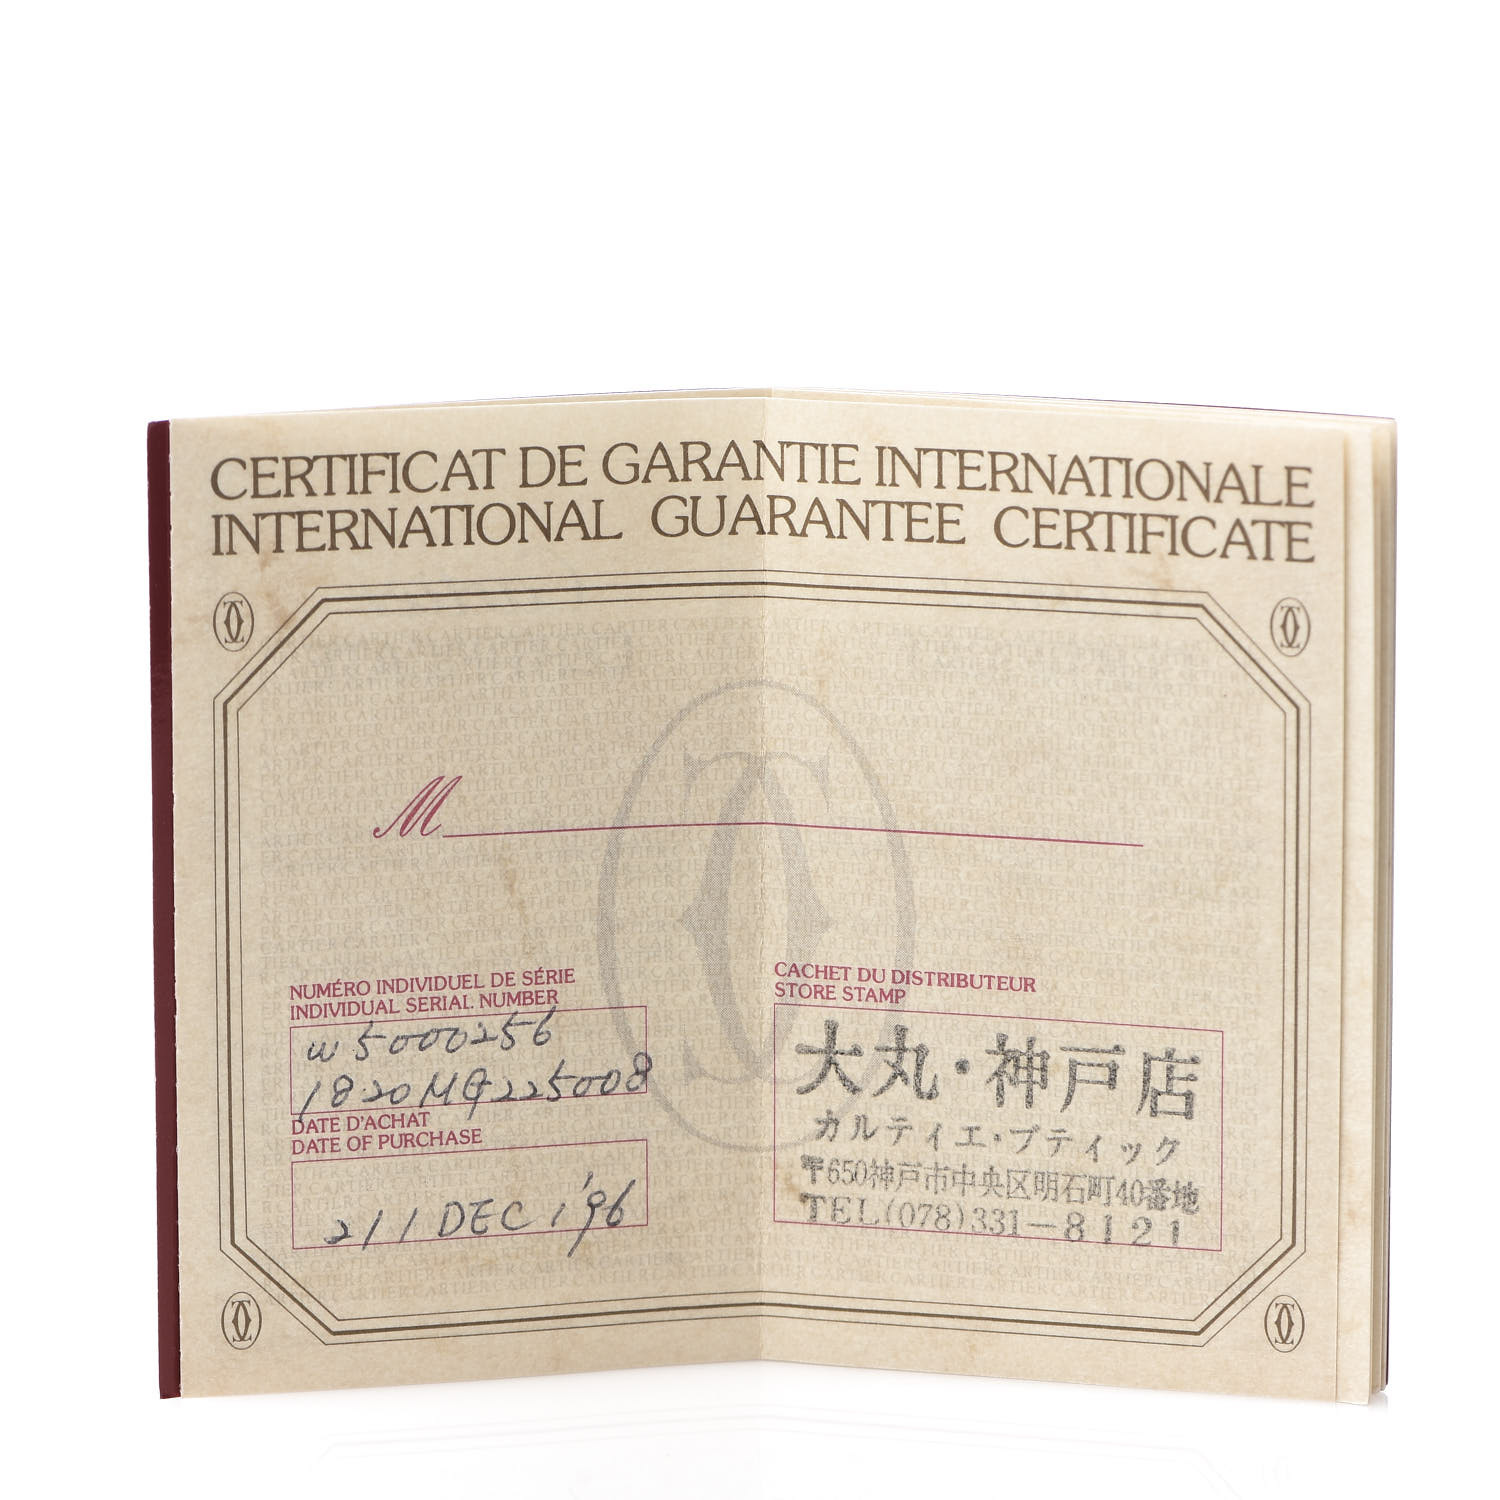 CERTIFICAT DE GARANTIE INTERNATIONALE
INTERNATIONAL GUARANTEE CERTIFICATE
M
NUMÉRO INDIVIDUEL DE SÉRIE
INDIVIDUAL SERIAL NUMBER
W5000256
1820MG225008
DATE D'ACHAT
DATE OF PURCHASE
211 DEC 1'96
CACHET DU DISTRIBUTEUR
STORE STAMP
大丸・神戸店
カルティエ・ブティック
〒650神戸市中央区明石町40番地
TEL(078)331-8121